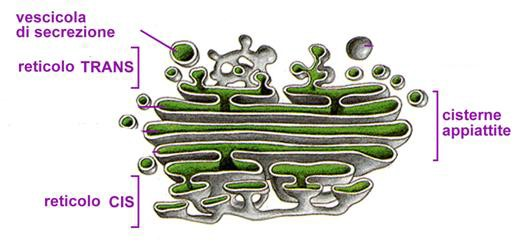 vescicola
di secrezione
reticolo TRANS
cisterne
appiattite
reticolo CIS